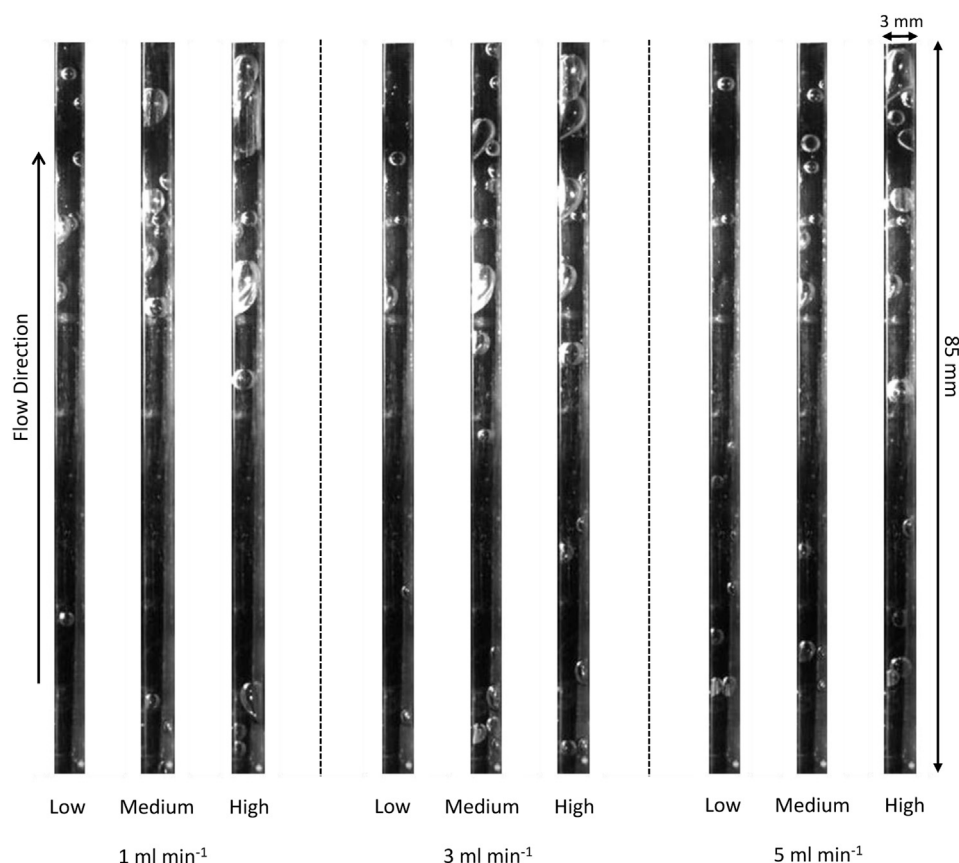 3 mm
Flow Direction
85 mm
Low Medium High Low Medium High Low Medium High
1 ml min⁻¹ 3 ml min⁻¹ 5 ml min⁻¹